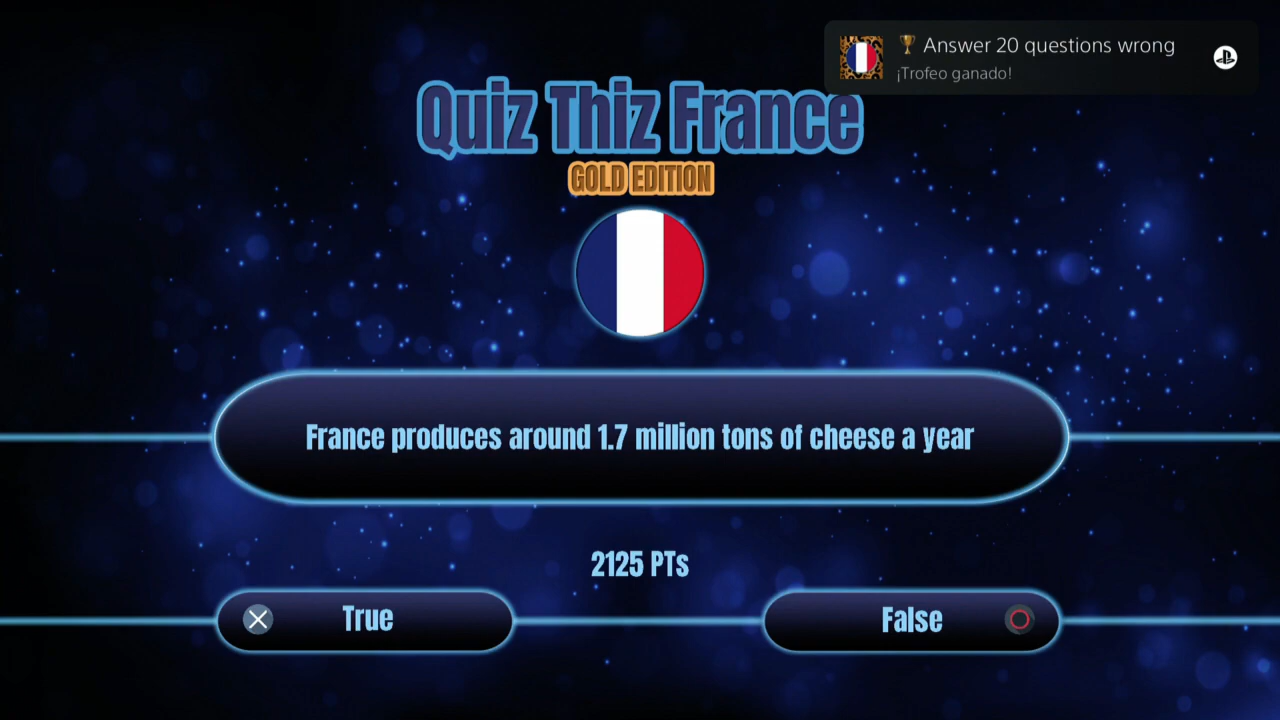 Answer 20 questions wrong
¡Trofeo ganado!
Quiz Thiz France
GOLD EDITION
France produces around 1.7 million tons of cheese a year
2125 PTs
True
False